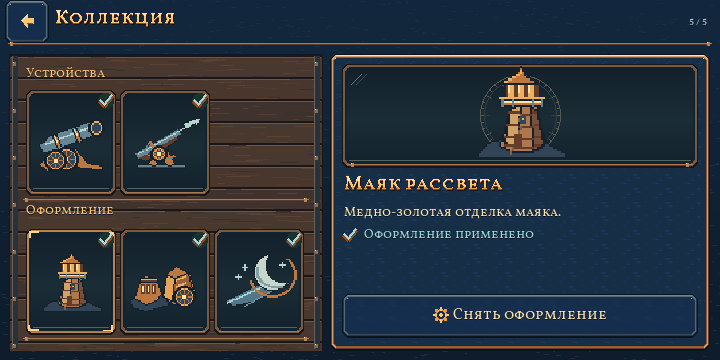 Коллекция
5 / 5
Устройства
Оформление
Маяк рассвета
Медно-золотая отделка маяка.
Оформление применено
Снять оформление